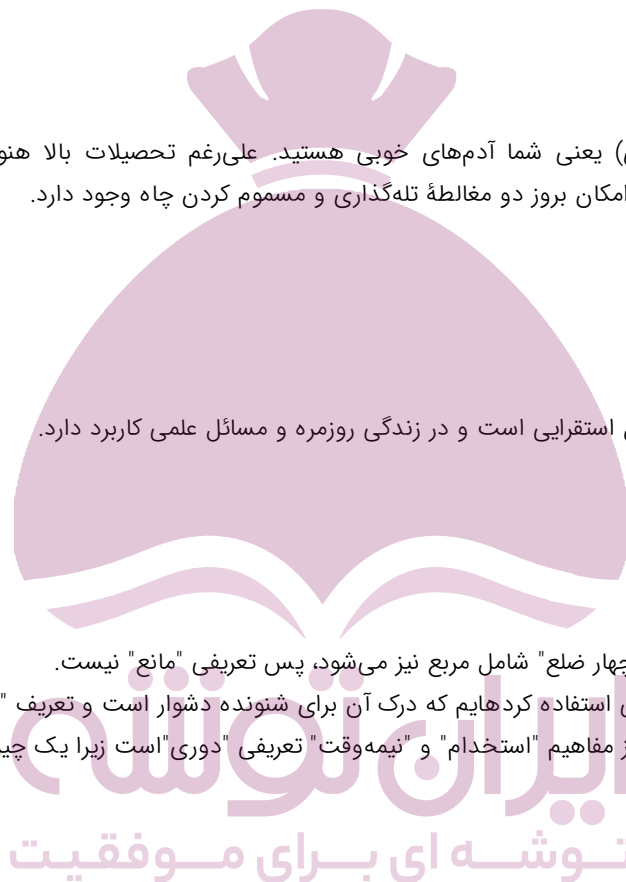 ) یعنی شما آدم‌های خوبی هستید. علی‌رغم تحصیلات بالا هنو
امکان بروز دو مغالطهٔ تله‌گذاری و مسموم کردن چاه وجود دارد.
استقرایی است و در زندگی روزمره و مسائل علمی کاربرد دارد.
چهار ضلع" شامل مربع نیز می‌شود، پس تعریفی "مانع" نیست.
استفاده کردهایم که درک آن برای شنونده دشوار است و تعریف "
ز مفاهیم "استخدام" و "نیمه‌وقت" تعریفی "دوری"است زیرا یک چیز
ایران توشه
توشه ای برای موفقیت